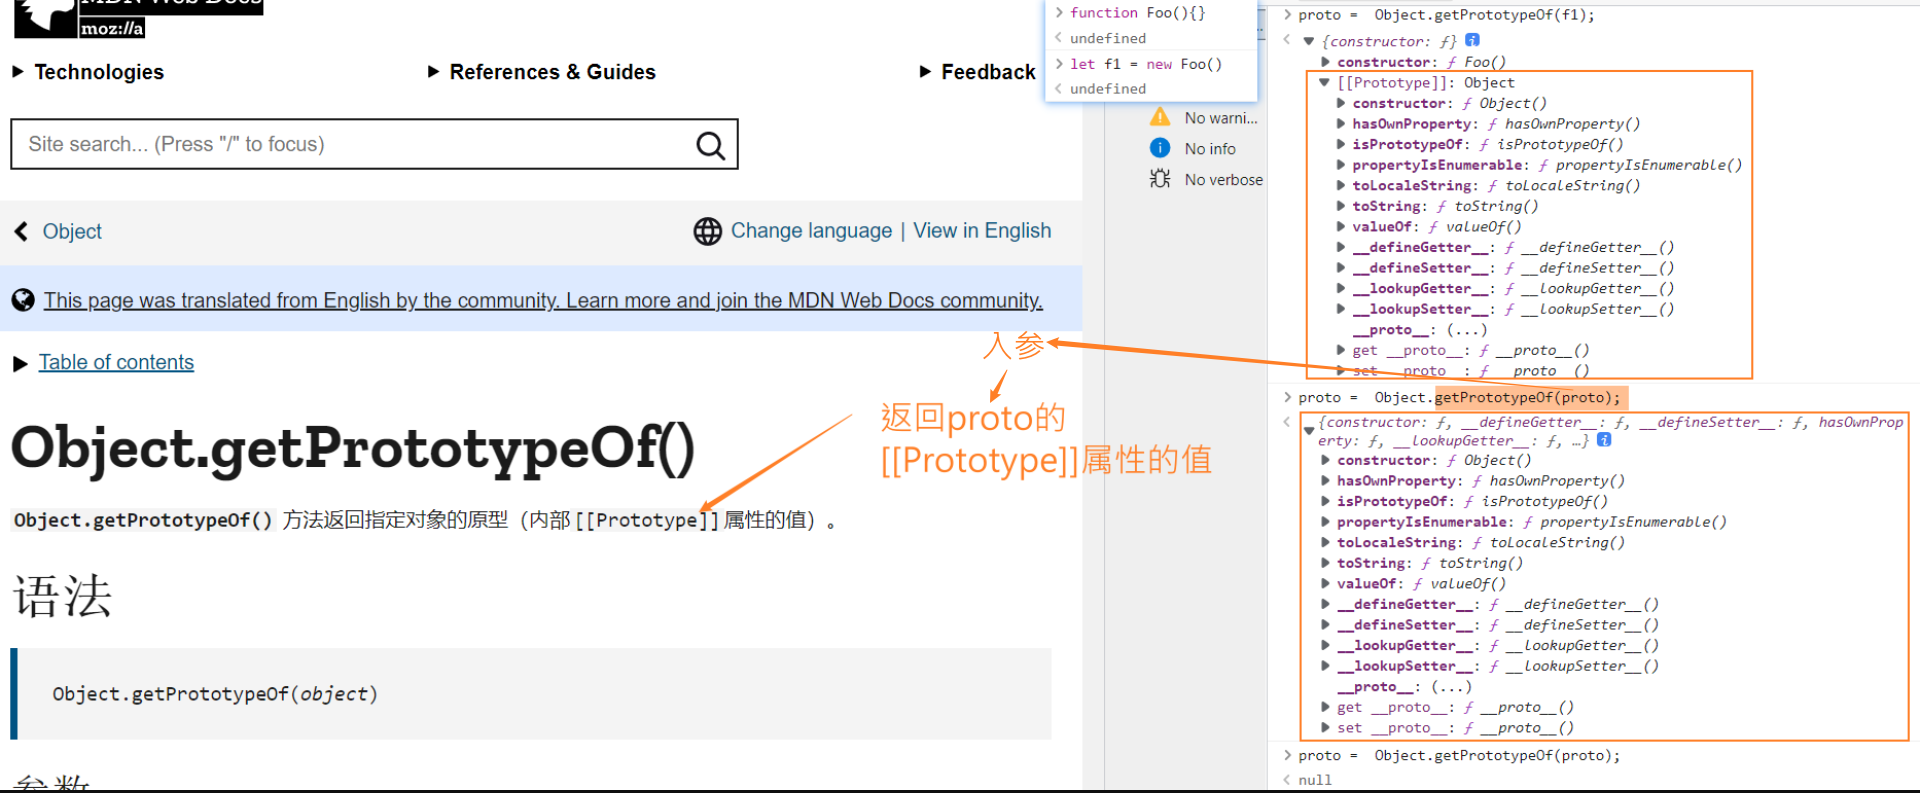 MDN Web Docs
moz://a
Technologies
References & Guides
Feedback
Site search... (Press "/" to focus)
Object
Change language | View in English
This page was translated from English by the community. Learn more and join the MDN Web Docs community.
Table of contents
Object.getPrototypeOf()
Object.getPrototypeOf() 方法返回指定对象的原型（内部[[Prototype]]属性的值）。
语法
Object.getPrototypeOf(object)
参数
入参
返回proto的
[[Prototype]]属性的值
> function Foo(){}
< undefined
> let f1 = new Foo()
< undefined
No warni...
No info
No verbose
> proto =  Object.getPrototypeOf(f1);
< ▼ {constructor: ƒ}
▶ constructor: ƒ Foo()
▼ [[Prototype]]: Object
▶ constructor: ƒ Object()
▶ hasOwnProperty: ƒ hasOwnProperty()
▶ isPrototypeOf: ƒ isPrototypeOf()
▶ propertyIsEnumerable: ƒ propertyIsEnumerable()
▶ toLocaleString: ƒ toLocaleString()
▶ toString: ƒ toString()
▶ valueOf: ƒ valueOf()
▶ __defineGetter__: ƒ __defineGetter__()
▶ __defineSetter__: ƒ __defineSetter__()
▶ __lookupGetter__: ƒ __lookupGetter__()
▶ __lookupSetter__: ƒ __lookupSetter__()
__proto__: (...)
▶ get __proto__: ƒ __proto__()
▶ set __proto__: ƒ __proto__()
> proto =  Object.getPrototypeOf(proto);
< {constructor: ƒ, __defineGetter__: ƒ, __defineSetter__: ƒ, hasOwnProp
▼ erty: ƒ, __lookupGetter__: ƒ, …}
▶ constructor: ƒ Object()
▶ hasOwnProperty: ƒ hasOwnProperty()
▶ isPrototypeOf: ƒ isPrototypeOf()
▶ propertyIsEnumerable: ƒ propertyIsEnumerable()
▶ toLocaleString: ƒ toLocaleString()
▶ toString: ƒ toString()
▶ valueOf: ƒ valueOf()
▶ __defineGetter__: ƒ __defineGetter__()
▶ __defineSetter__: ƒ __defineSetter__()
▶ __lookupGetter__: ƒ __lookupGetter__()
▶ __lookupSetter__: ƒ __lookupSetter__()
__proto__: (...)
▶ get __proto__: ƒ __proto__()
▶ set __proto__: ƒ __proto__()
> proto =  Object.getPrototypeOf(proto);
< null